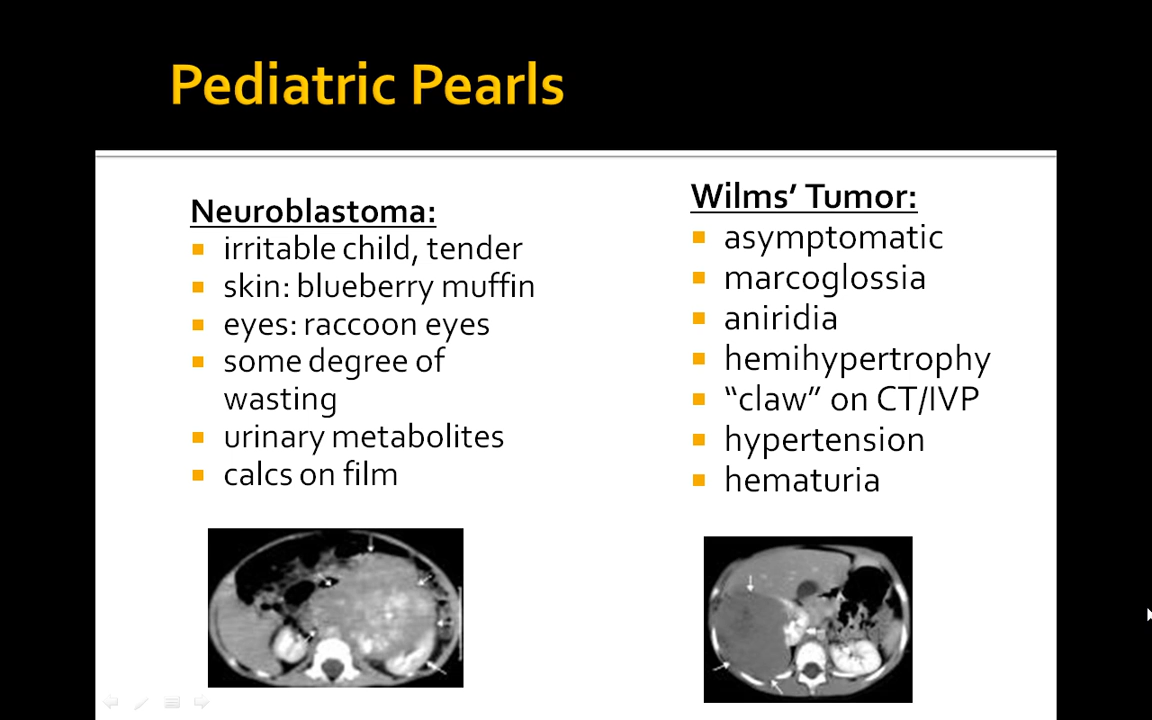 Pediatric Pearls
Neuroblastoma:
irritable child, tender
skin: blueberry muffin
eyes: raccoon eyes
some degree of
wasting
urinary metabolites
calcs on film
Wilms’ Tumor:
asymptomatic
marcoglossia
aniridia
hemihypertrophy
“claw” on CT/IVP
hypertension
hematuria